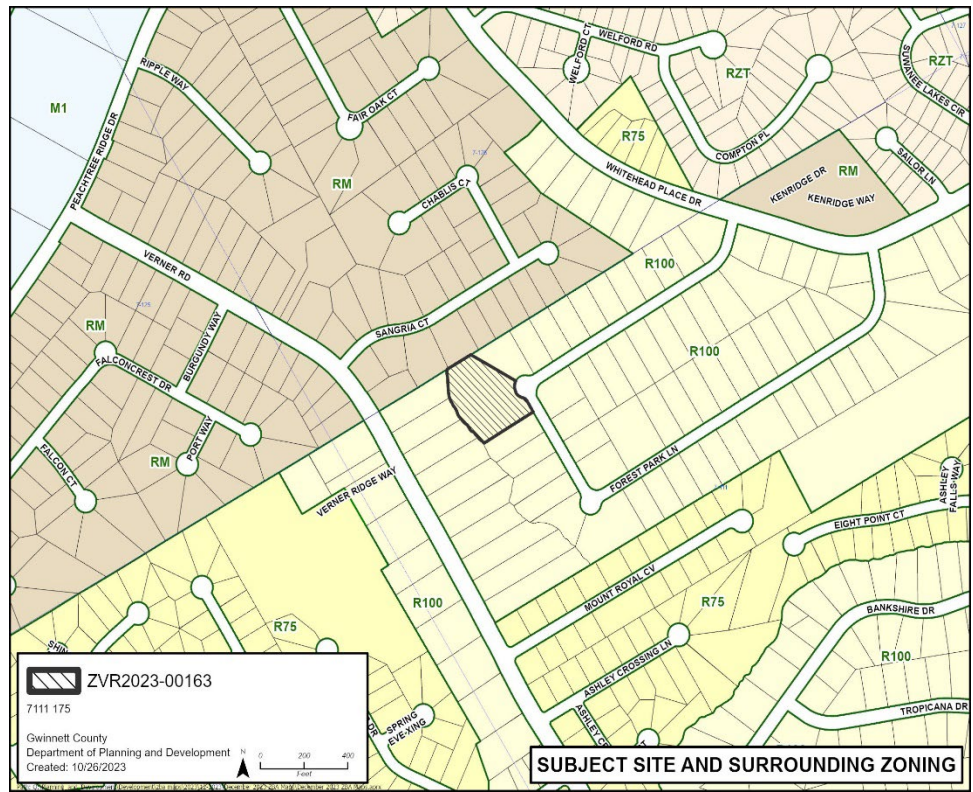 WELFORD CT
WELFORD RD
RZT
SUWANEE LAKES CIR
RZT
RIPPLE WAY
M1
PEACHTREE RIDGE DR
FAIR OAK CT
R75
COMPTON PL
SAILOR LN
RM
CHABLIS CT
WHITEHEAD PLACE DR
KENRIDGE DR
RM
KENRIDGE WAY
VERNER RD
R100
SANGRIA CT
BURGUNDY WAY
RM
R100
FALCONCREST DR
PORT WAY
RM
FALCON CT
VERNER RIDGE WAY
FOREST PARK LN
ASHLEY
FALLS-WAY
EIGHT POINT CT
MOUNT ROYAL CV
R75
R100
R75
BANKSHIRE DR
R100
ASHLEY CROSSING LN
TROPICANA DR
SPRING
EVE-XING
ZVR2023-00163
7111 175
Gwinnett County
Department of Planning and Development
Created: 10/26/2023
N
0 200 400
Feet
SUBJECT SITE AND SURROUNDING ZONING